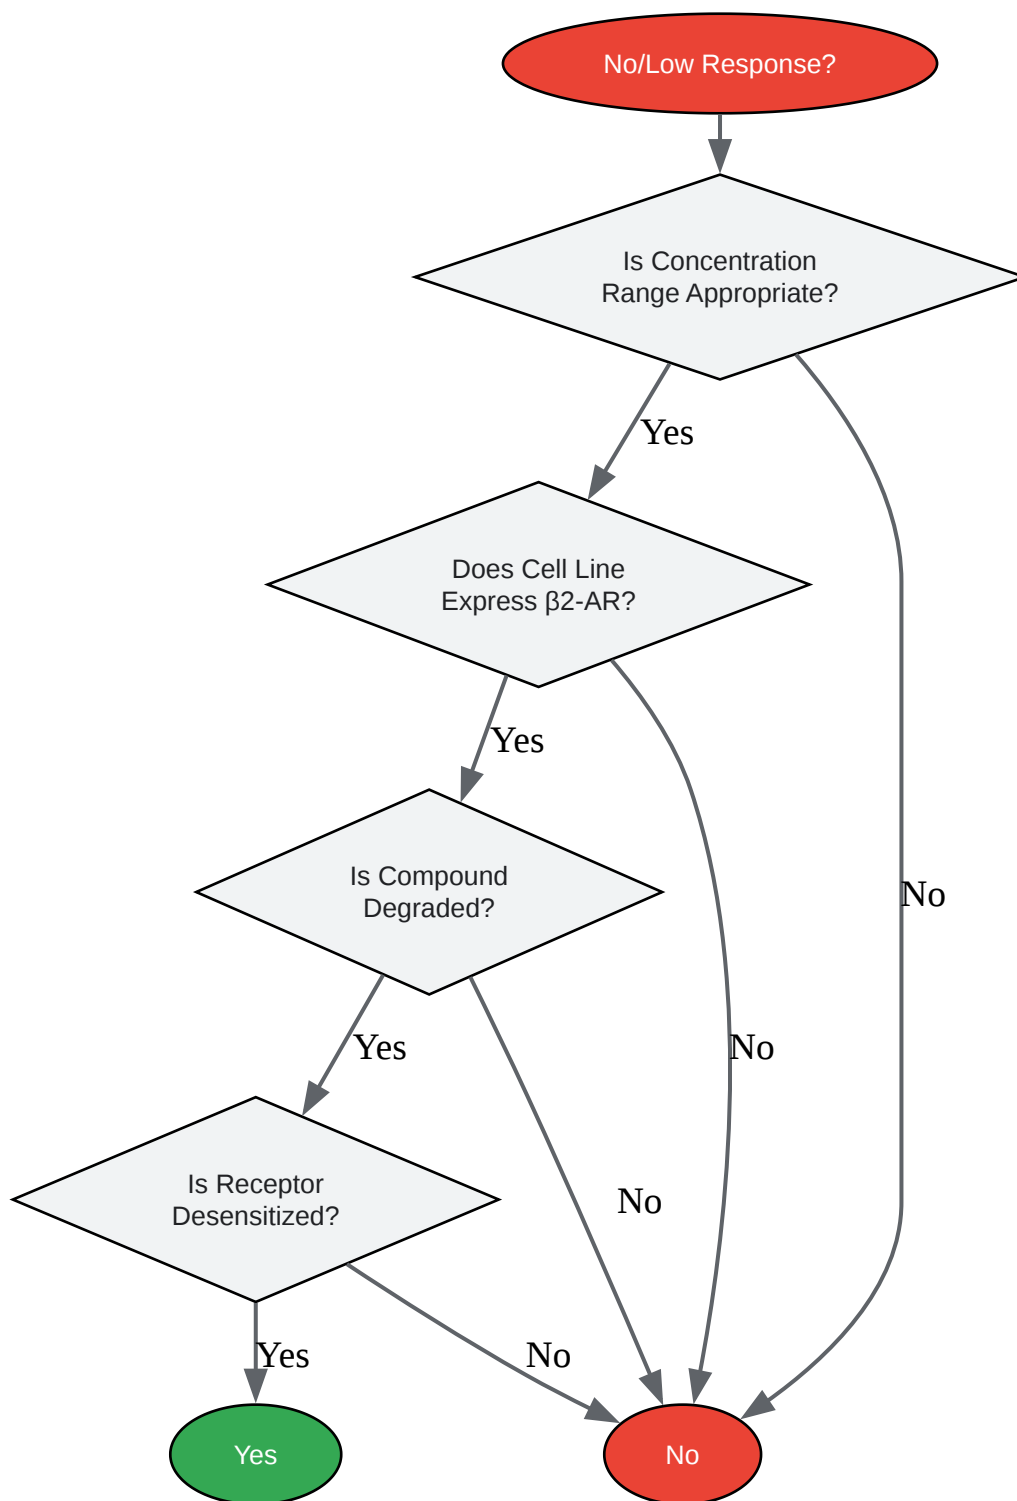 No/Low Response?
Is Concentration
Range Appropriate?
Yes
Does Cell Line
Express β2-AR?
Yes
Is Compound
Degraded?
No
Yes
No
Is Receptor
Desensitized?
No
Yes
No
Yes
No